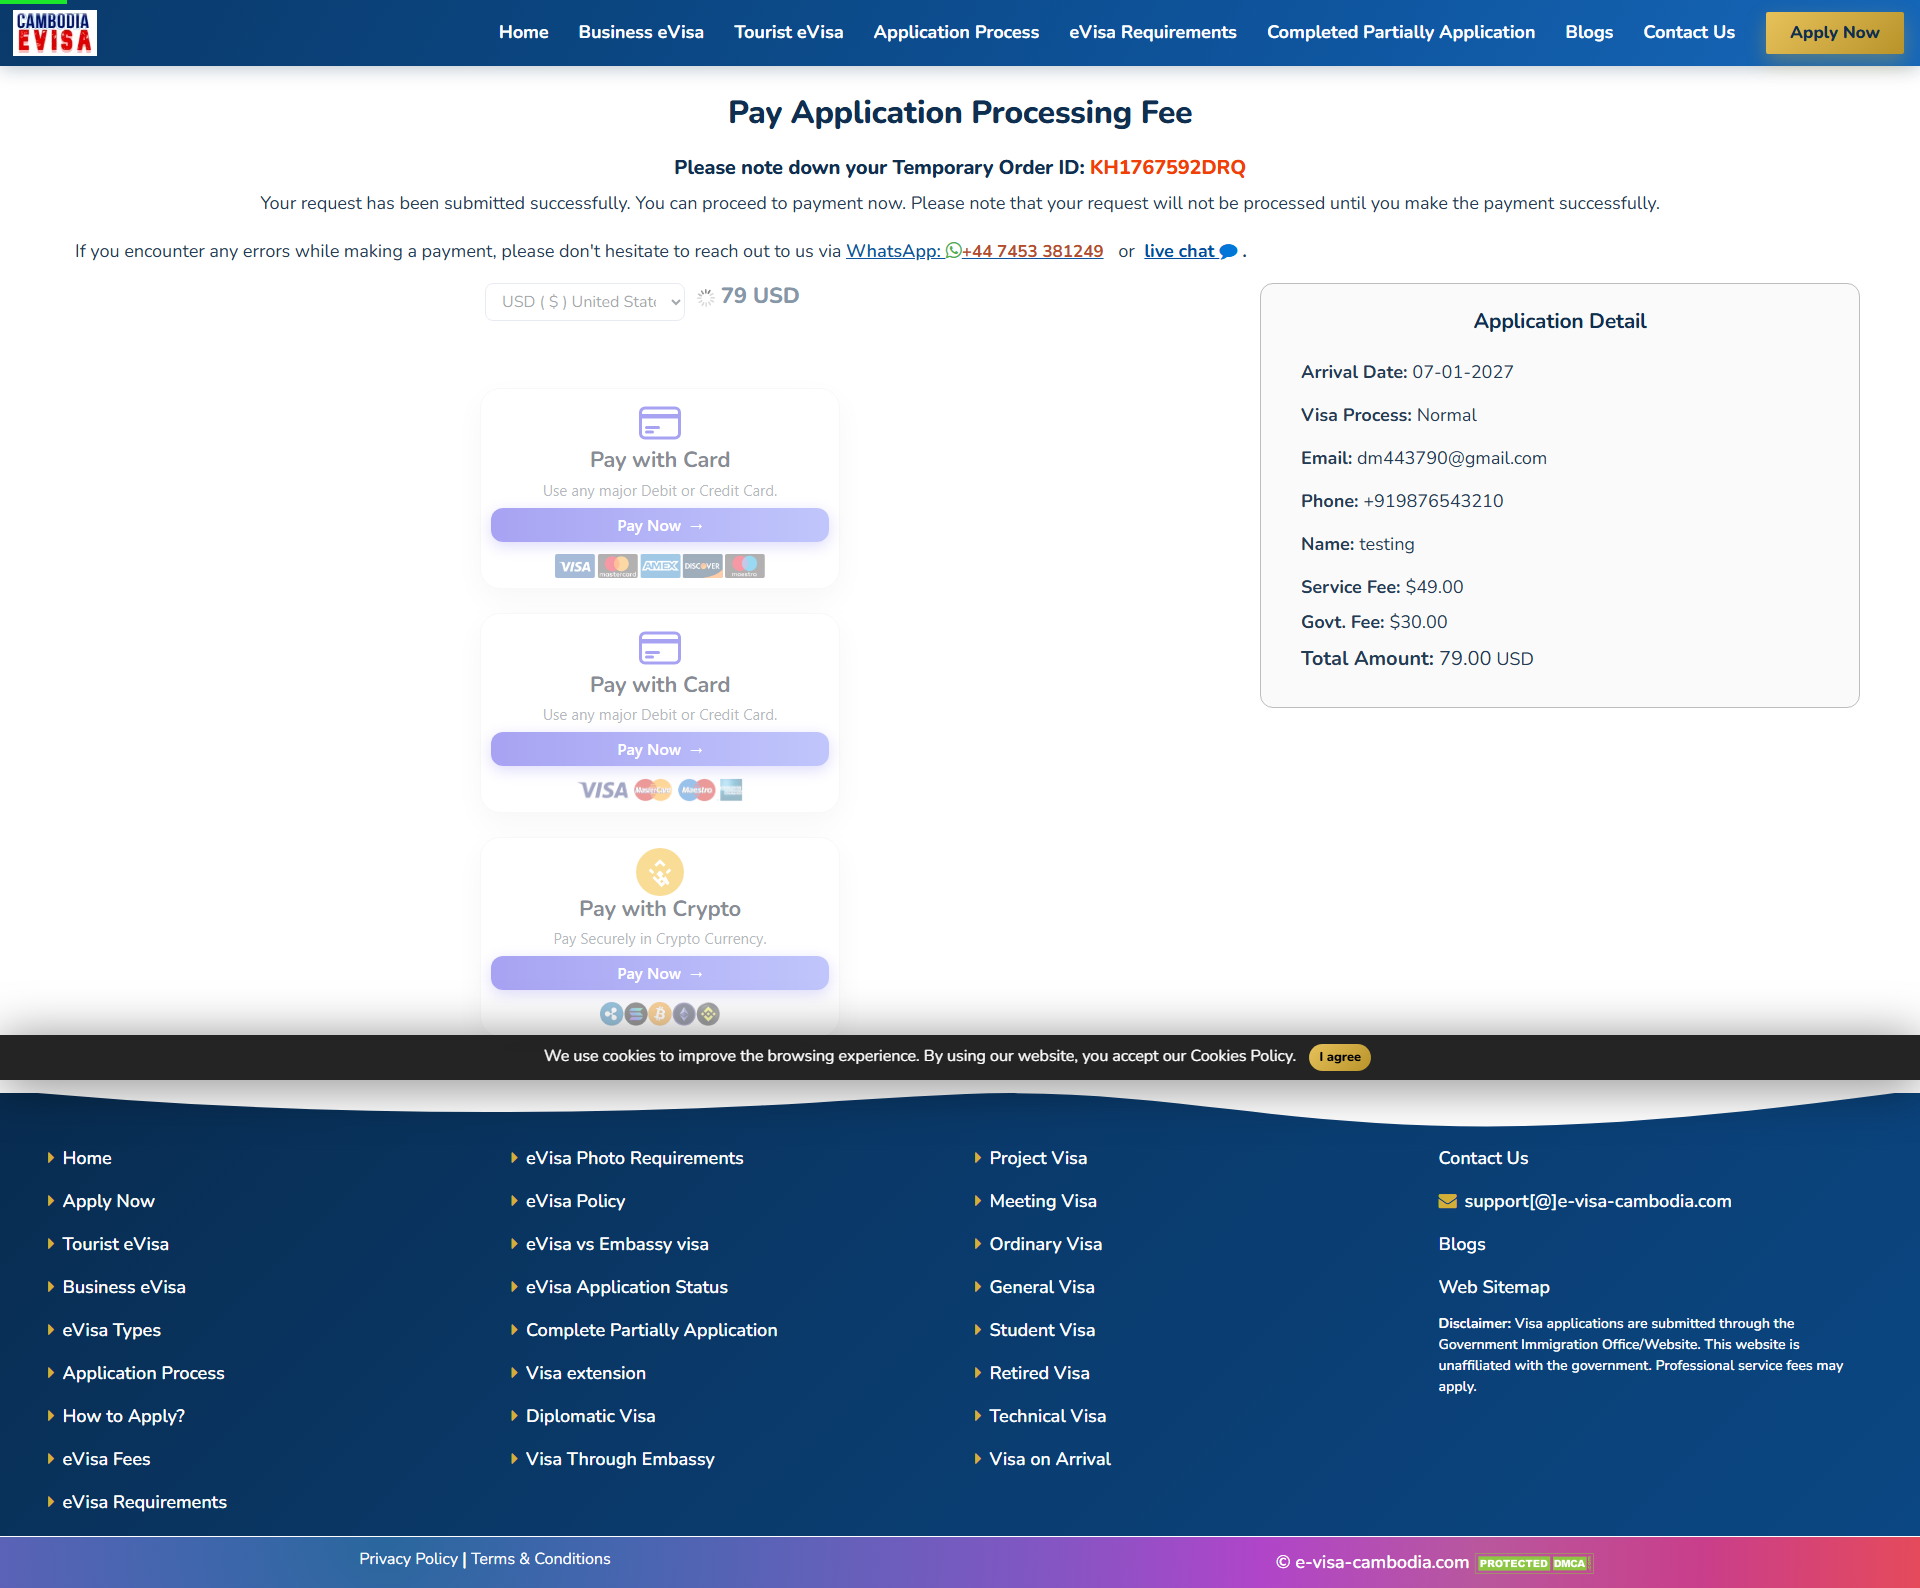 CAMBODIA
EVISA
Home Business eVisa Tourist eVisa Application Process eVisa Requirements Completed Partially Application Blogs Contact Us Apply Now
Pay Application Processing Fee
Please note down your Temporary Order ID: KH1767592DRQ
Your request has been submitted successfully. You can proceed to payment now. Please note that your request will not be processed until you make the payment successfully.
If you encounter any errors while making a payment, please don't hesitate to reach out to us via WhatsApp: +44 7453 381249 or live chat .
USD ( $ ) United State 79 USD
Pay with Card
Use any major Debit or Credit Card.
Pay Now →
VISA mastercard AMEX DISCOVER maestro
Pay with Card
Use any major Debit or Credit Card.
Pay Now →
VISA MasterCard Maestro
Pay with Crypto
Pay Securely in Crypto Currency.
Pay Now →
Application Detail
Arrival Date: 07-01-2027
Visa Process: Normal
Email: dm443790@gmail.com
Phone: +919876543210
Name: testing
Service Fee: $49.00
Govt. Fee: $30.00
Total Amount: 79.00 USD
We use cookies to improve the browsing experience. By using our website, you accept our Cookies Policy. I agree
Home
Apply Now
Tourist eVisa
Business eVisa
eVisa Types
Application Process
How to Apply?
eVisa Fees
eVisa Requirements
eVisa Photo Requirements
eVisa Policy
eVisa vs Embassy visa
eVisa Application Status
Complete Partially Application
Visa extension
Diplomatic Visa
Visa Through Embassy
Project Visa
Meeting Visa
Ordinary Visa
General Visa
Student Visa
Retired Visa
Technical Visa
Visa on Arrival
Contact Us
support[@]e-visa-cambodia.com
Blogs
Web Sitemap
Disclaimer: Visa applications are submitted through the
Government Immigration Office/Website. This website is
unaffiliated with the government. Professional service fees may
apply.
Privacy Policy | Terms & Conditions
© e-visa-cambodia.com PROTECTED DMCA